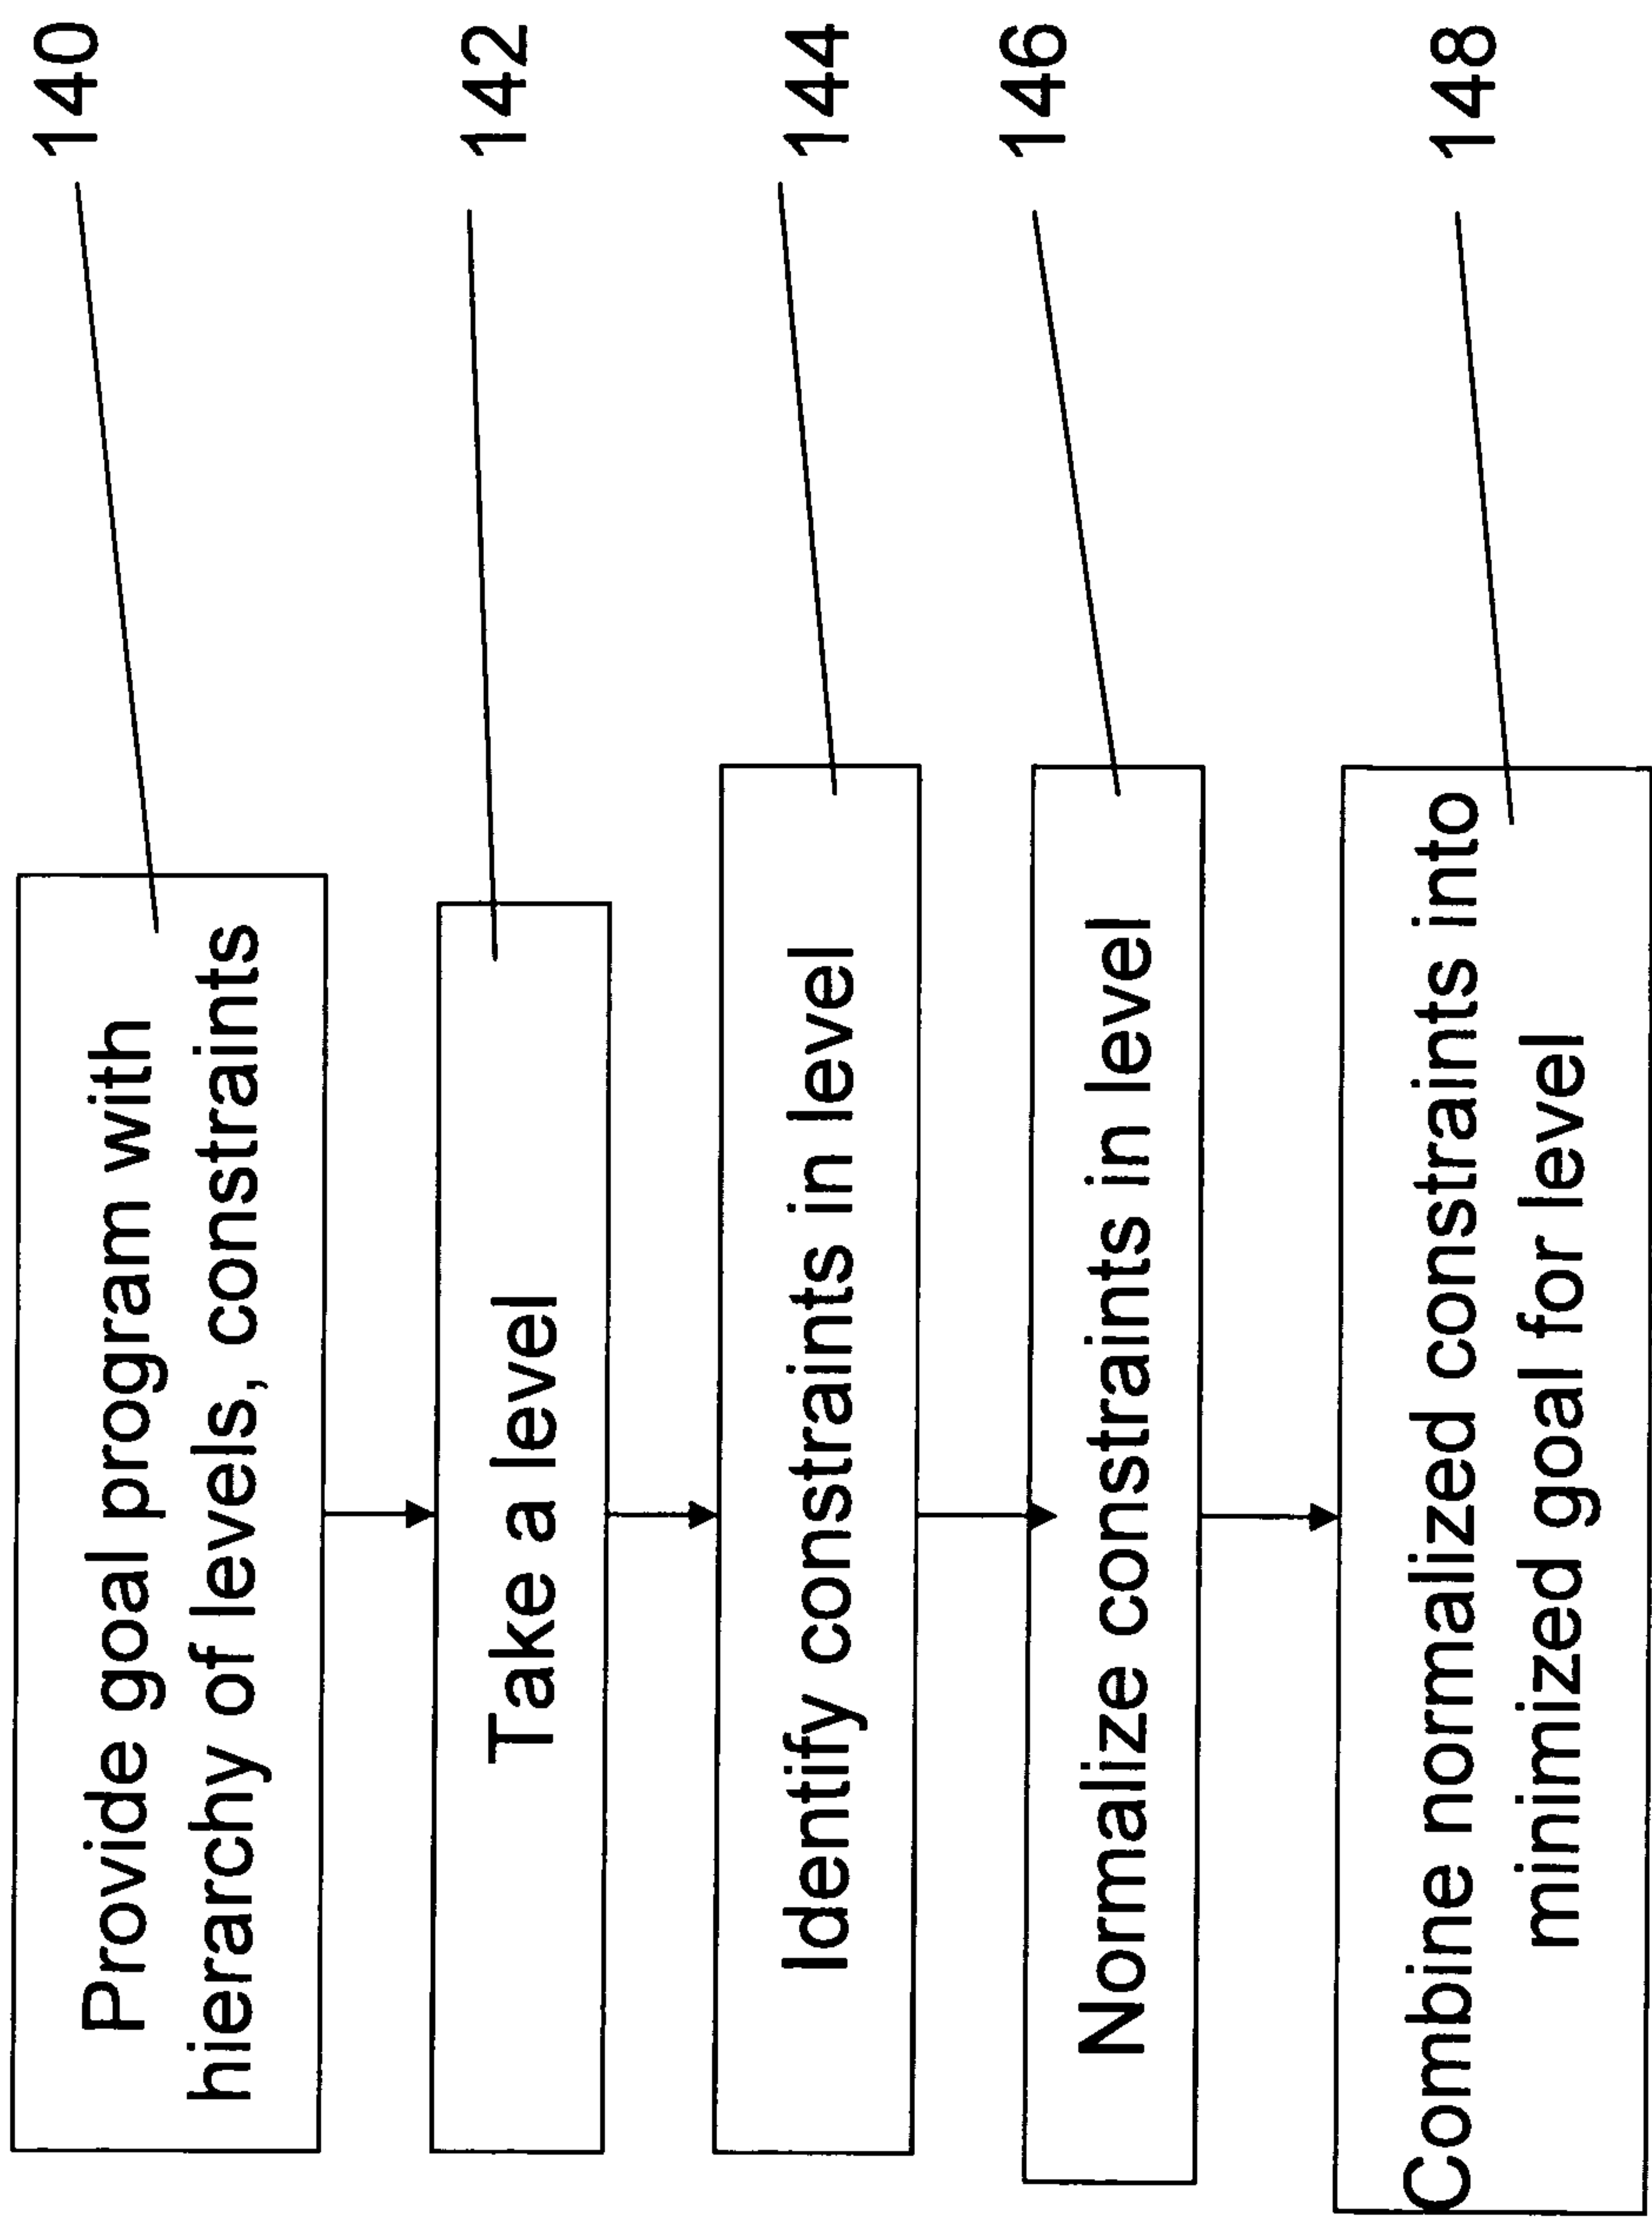 Provide goal program with
hierarchy of levels, constraints
140
Take a level
142
Identify constraints in level
144
Normalize constraints in level
146
Combine normalized constraints into
minimized goal for level
148